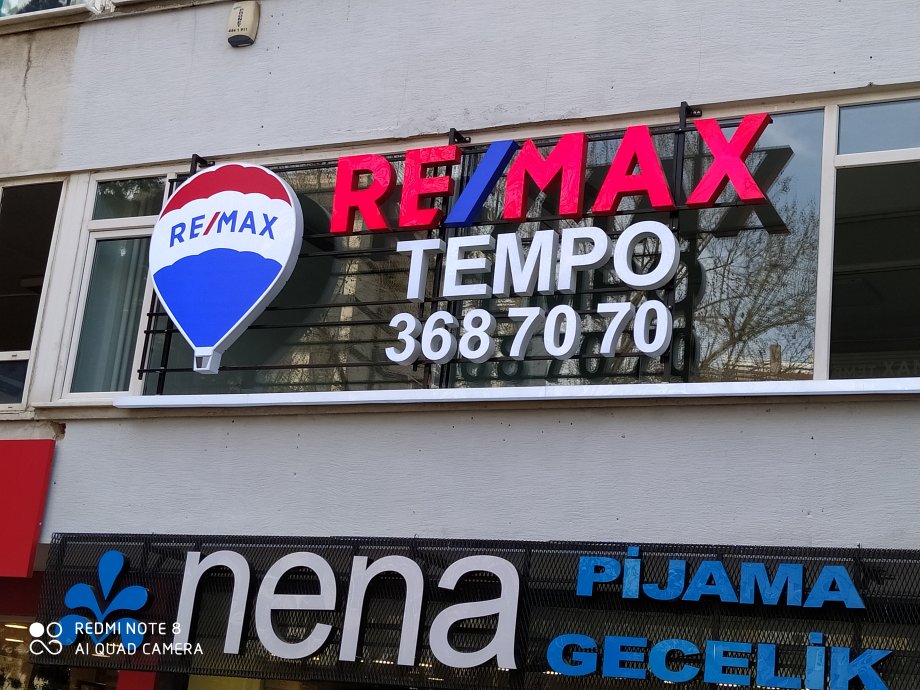 RE/MAX
RE/MAX
TEMPO
368 70 70
nena
PİJAMA
GECELİK
REDMI NOTE 8
AI QUAD CAMERA